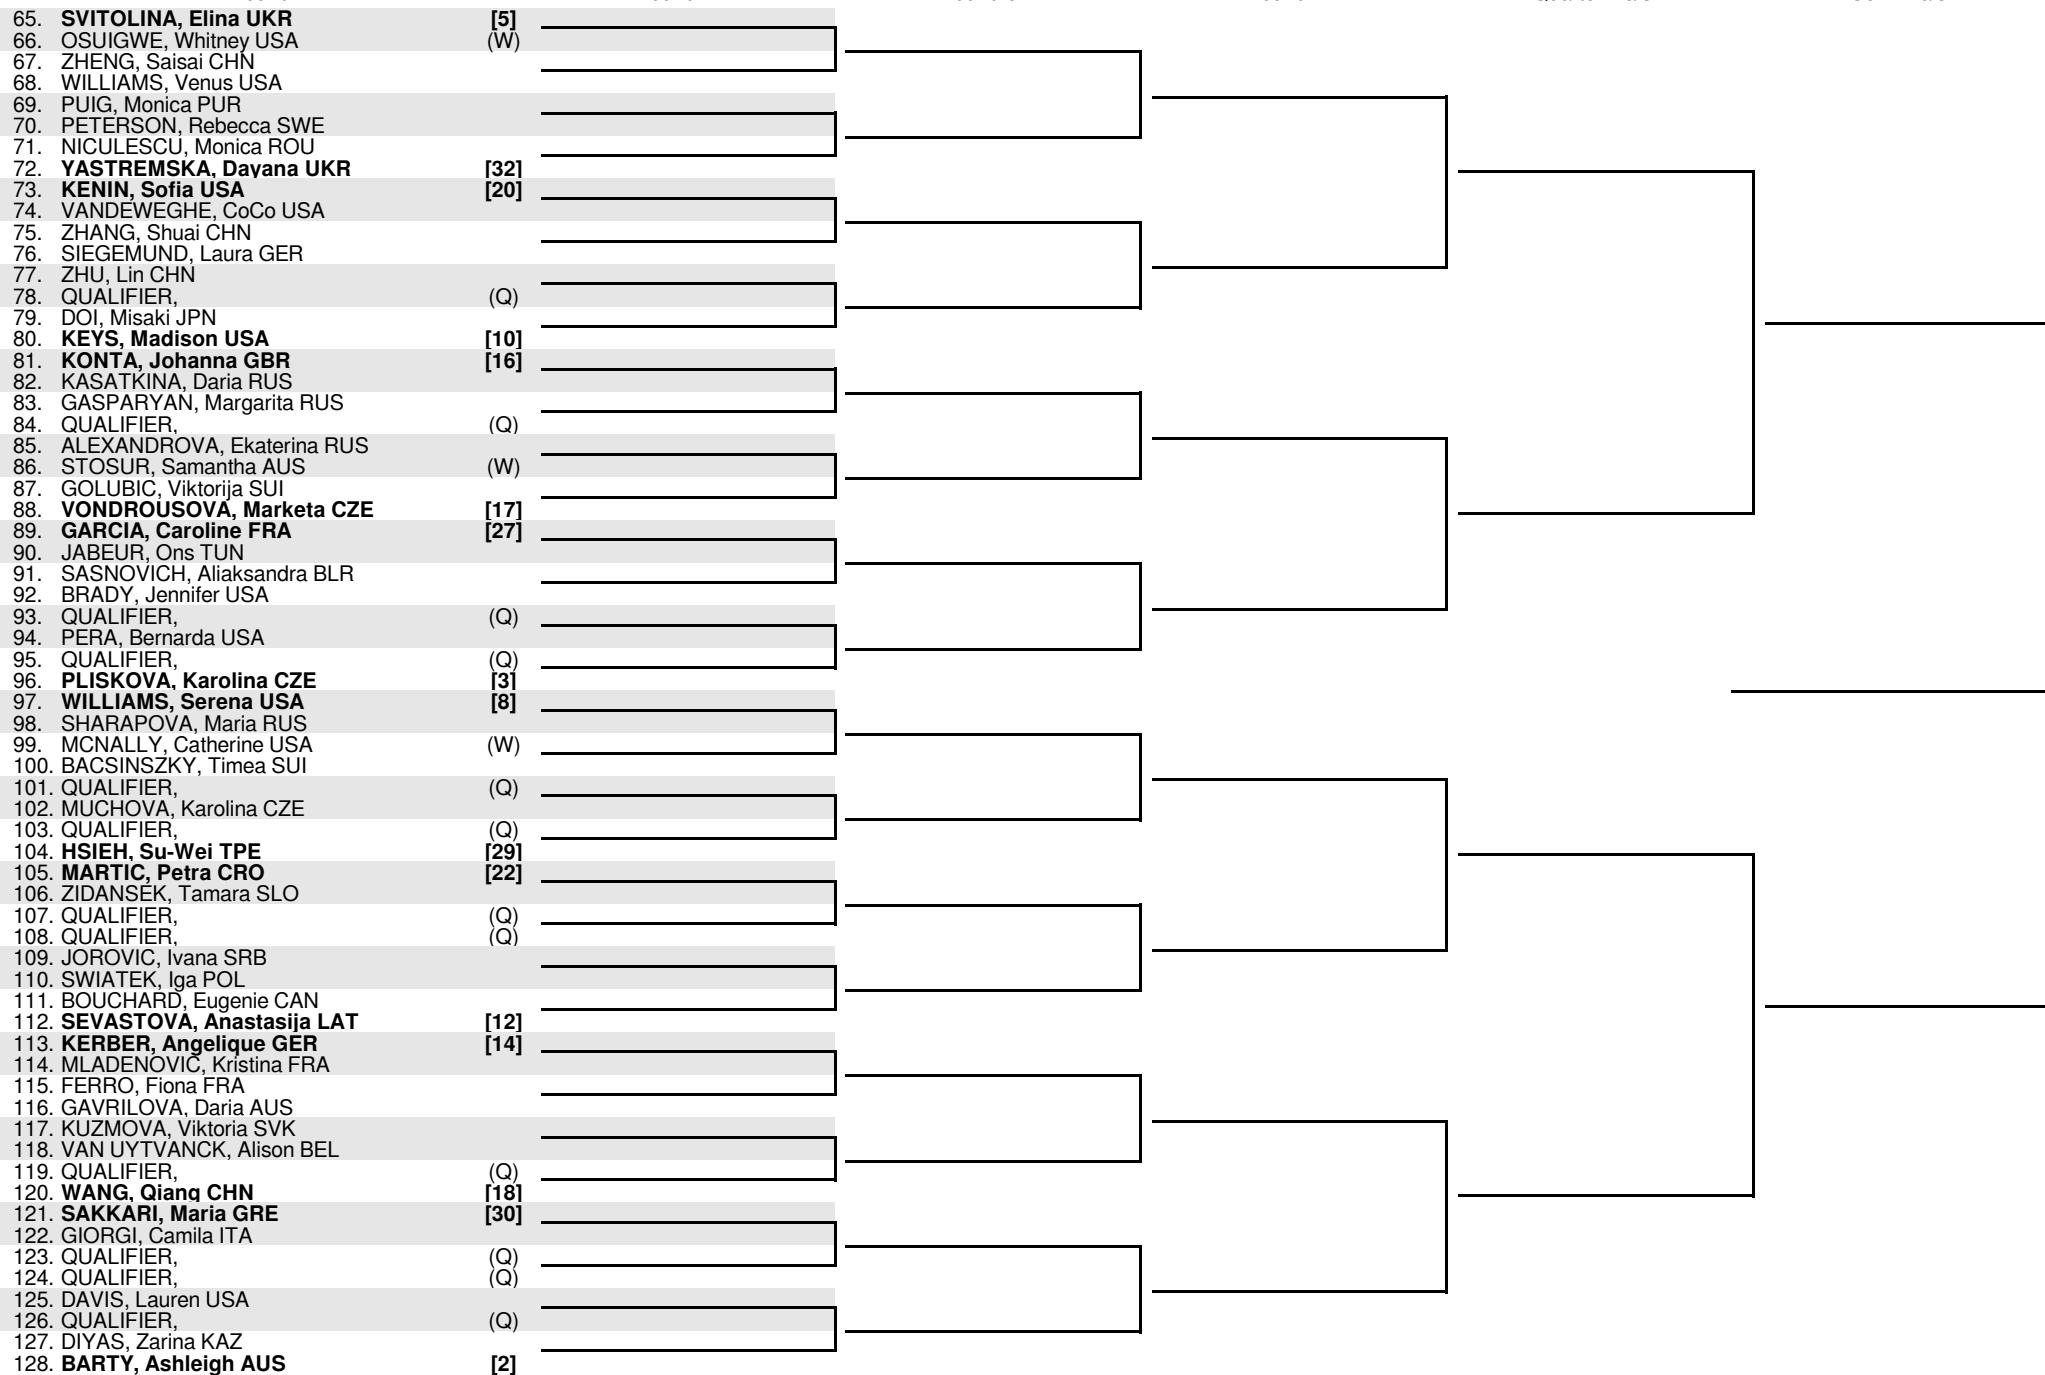 65. SVITOLINA, Elina UKR [5]
66. OSUIGWE, Whitney USA (W)
67. ZHENG, Saisai CHN
68. WILLIAMS, Venus USA
69. PUIG, Monica PUR
70. PETERSON, Rebecca SWE
71. NICULESCU, Monica ROU
72. YASTREMSKA, Dayana UKR [32]
73. KENIN, Sofia USA [20]
74. VANDEWEGHE, CoCo USA
75. ZHANG, Shuai CHN
76. SIEGEMUND, Laura GER
77. ZHU, Lin CHN
78. QUALIFIER, (Q)
79. DOI, Misaki JPN
80. KEYS, Madison USA [10]
81. KONTA, Johanna GBR [16]
82. KASATKINA, Daria RUS
83. GASPARYAN, Margarita RUS
84. QUALIFIER, (Q)
85. ALEXANDROVA, Ekaterina RUS
86. STOSUR, Samantha AUS (W)
87. GOLUBIC, Viktorija SUI
88. VONDROUSOVA, Marketa CZE [17]
89. GARCIA, Caroline FRA [27]
90. JABEUR, Ons TUN
91. SASNOVICH, Aliaksandra BLR
92. BRADY, Jennifer USA
93. QUALIFIER, (Q)
94. PERA, Bernarda USA
95. QUALIFIER, (Q)
96. PLISKOVA, Karolina CZE [3]
97. WILLIAMS, Serena USA [8]
98. SHARAPOVA, Maria RUS
99. MCNALLY, Catherine USA (W)
100. BACSINSZKY, Timea SUI
101. QUALIFIER, (Q)
102. MUCHOVA, Karolina CZE
103. QUALIFIER, (Q)
104. HSIEH, Su-Wei TPE [29]
105. MARTIC, Petra CRO [22]
106. ZIDANSEK, Tamara SLO
107. QUALIFIER, (Q)
108. QUALIFIER, (Q)
109. JOROVIC, Ivana SRB
110. SWIATEK, Iga POL
111. BOUCHARD, Eugenie CAN
112. SEVASTOVA, Anastasija LAT [12]
113. KERBER, Angelique GER [14]
114. MLADENOVIC, Kristina FRA
115. FERRO, Fiona FRA
116. GAVRILOVA, Daria AUS
117. KUZMOVA, Viktoria SVK
118. VAN UYTVANCK, Alison BEL
119. QUALIFIER, (Q)
120. WANG, Qiang CHN [18]
121. SAKKARI, Maria GRE [30]
122. GIORGI, Camila ITA
123. QUALIFIER, (Q)
124. QUALIFIER, (Q)
125. DAVIS, Lauren USA
126. QUALIFIER, (Q)
127. DIYAS, Zarina KAZ
128. BARTY, Ashleigh AUS [2]